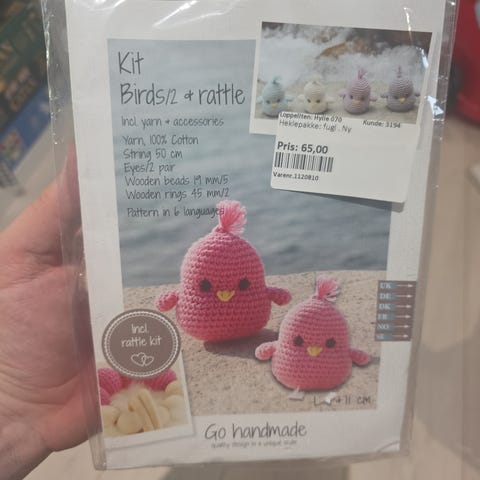 Kit
Birds/2 & rattle
Incl. yarn & accessories
Yarn, 100% Cotton
String 50 cm
Eyes/2 pair
Wooden beads 19 mm/5
Wooden rings 45 mm/2
Pattern in 6 languages
Loppeliten: Hylle 070
Kunde: 3194
Heklepakke: fugl . Ny
Pris: 65,00
Varenr.1120810
UK
DE
DK
FR
NO
SE
Incl.
rattle kit
11 cm
Go handmade
quality design in a unique style